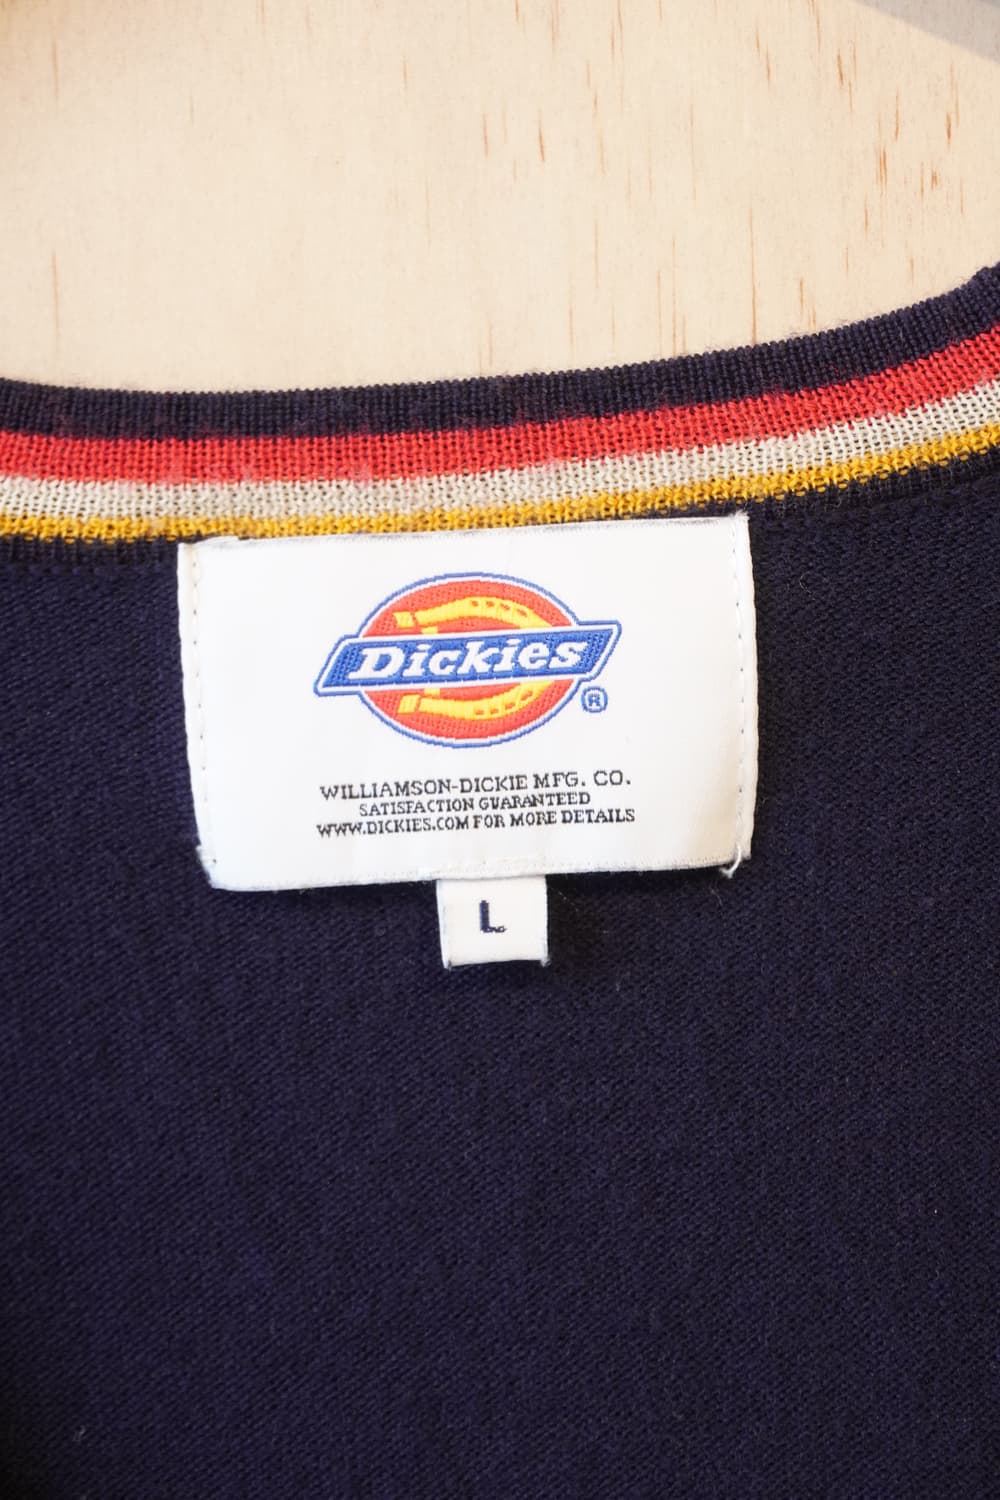 Dickies
®
WILLIAMSON-DICKIE MFG. CO.
SATISFACTION GUARANTEED
WWW.DICKIES.COM FOR MORE DETAILS
L